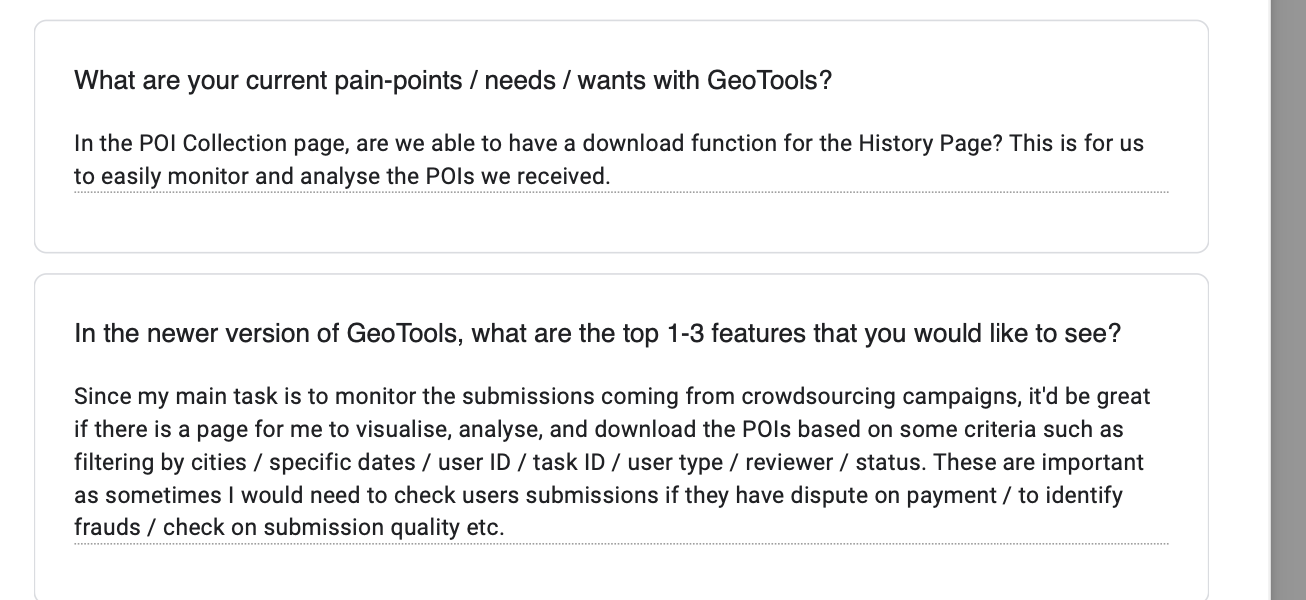 What are your current pain-points / needs / wants with GeoTools?
In the POI Collection page, are we able to have a download function for the History Page? This is for us
to easily monitor and analyse the POIs we received.
In the newer version of GeoTools, what are the top 1-3 features that you would like to see?
Since my main task is to monitor the submissions coming from crowdsourcing campaigns, it'd be great
if there is a page for me to visualise, analyse, and download the POIs based on some criteria such as
filtering by cities / specific dates / user ID / task ID / user type / reviewer / status. These are important
as sometimes I would need to check users submissions if they have dispute on payment / to identify
frauds / check on submission quality etc.